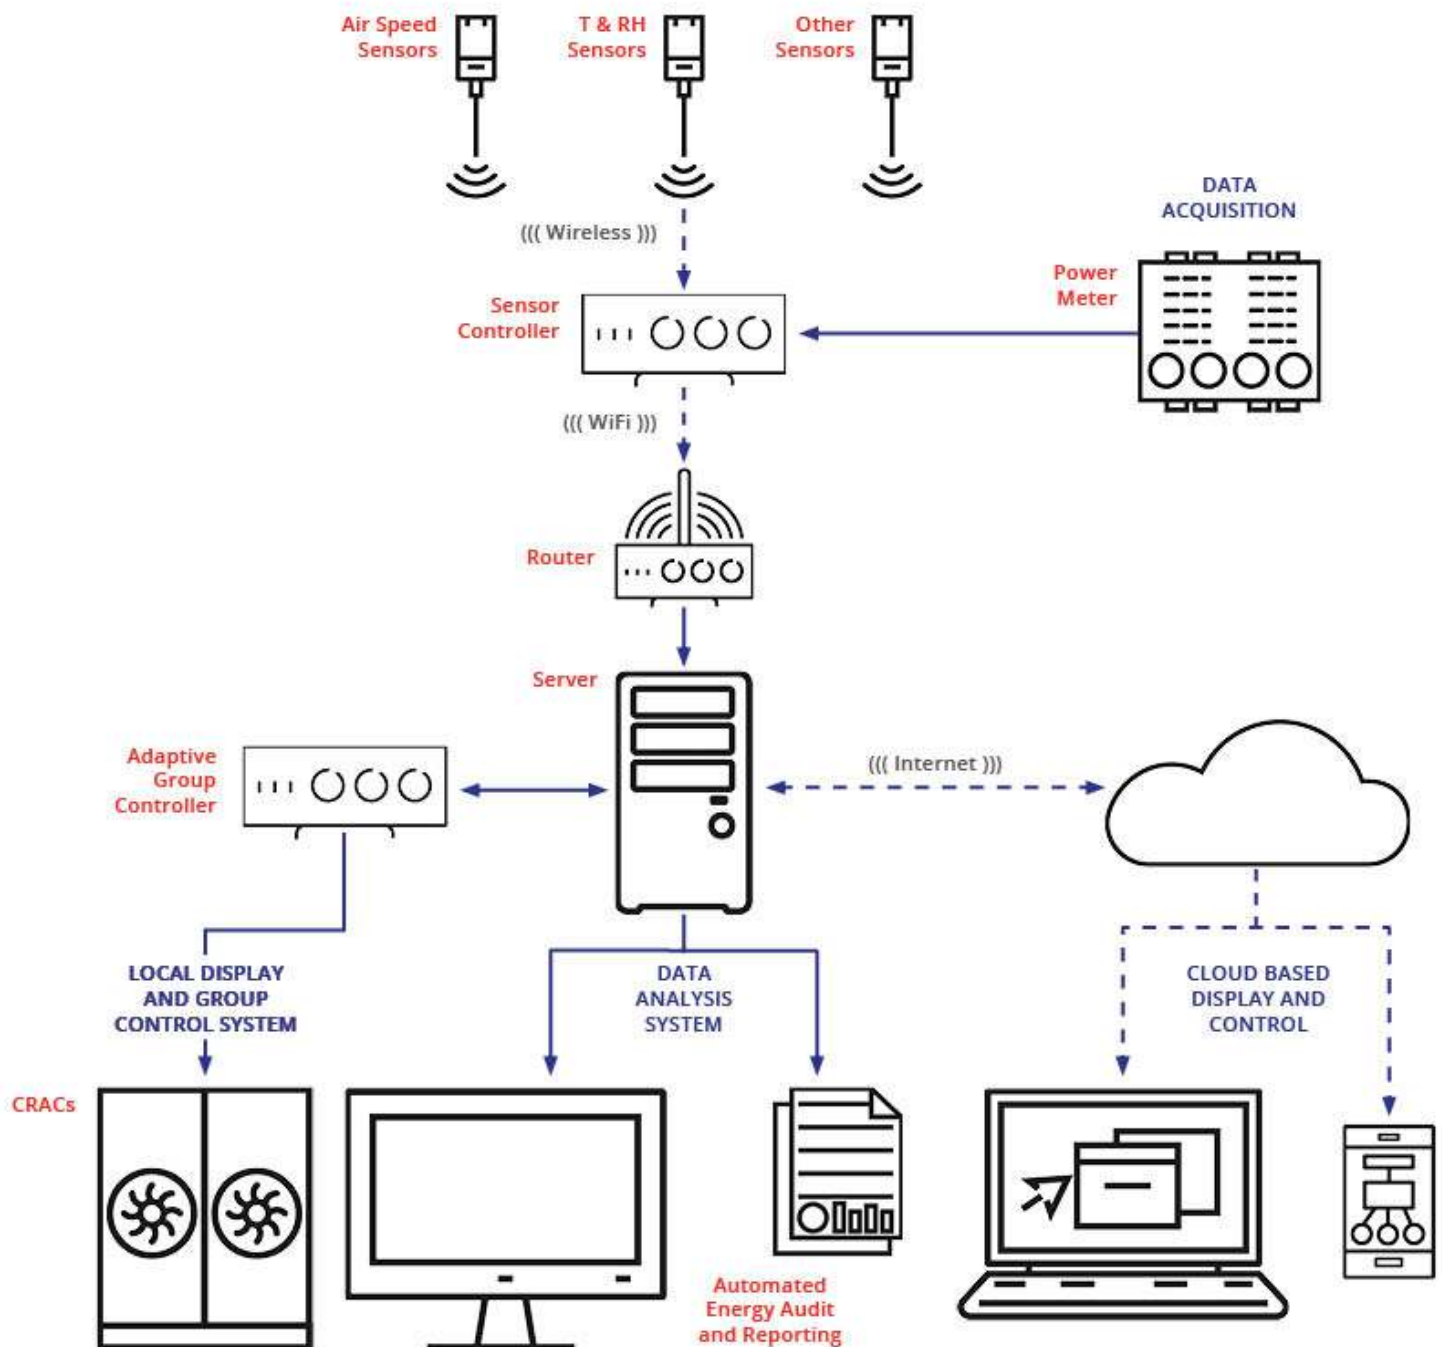 Air Speed
Sensors
T & RH
Sensors
Other
Sensors
((( Wireless )))
DATA
ACQUISITION
Power
Meter
Sensor
Controller
((( WiFi )))
Router
Server
Adaptive
Group
Controller
((( Internet )))
LOCAL DISPLAY
AND GROUP
CONTROL SYSTEM
DATA
ANALYSIS
SYSTEM
CLOUD BASED
DISPLAY AND
CONTROL
CRACs
Automated
Energy Audit
and Reporting